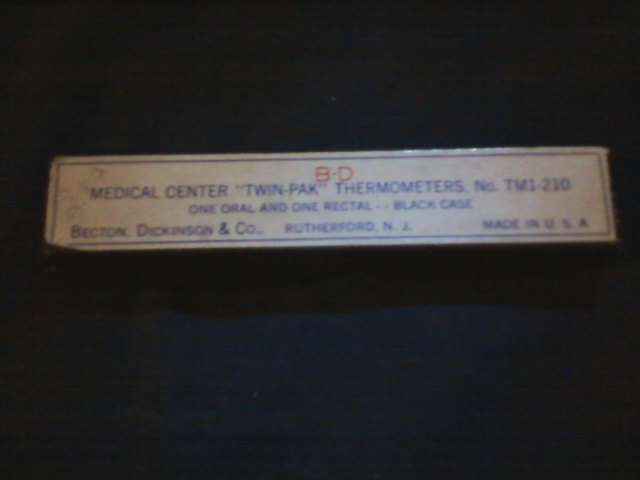 B-D
MEDICAL CENTER "TWIN-PAK" THERMOMETERS, No. TM1-210
ONE ORAL AND ONE RECTAL - - BLACK CASE
BECTON, DICKINSON & CO., RUTHERFORD, N. J. MADE IN U. S. A.